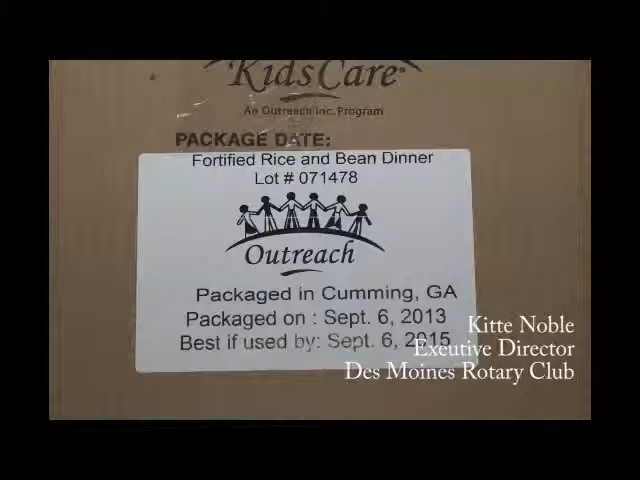 KidsCare®
An Outreach Inc. Program
PACKAGE DATE:
Fortified Rice and Bean Dinner
Lot # 071478
Outreach
Packaged in Cumming, GA
Packaged on : Sept. 6, 2013
Best if used by: Sept. 6, 2015
Kitte Noble
Exeutive Director
Des Moines Rotary Club